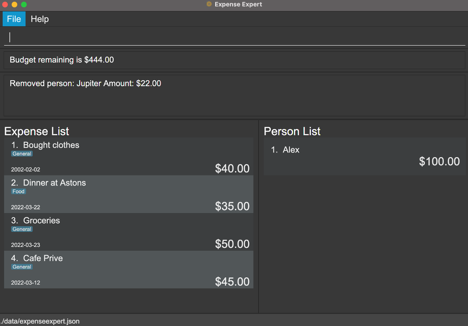 Expense Expert
File Help
Budget remaining is $444.00
Removed person: Jupiter Amount: $22.00
Expense List
1. Bought clothes
General
2002-02-02 $40.00
2. Dinner at Astons
Food
2022-03-22 $35.00
3. Groceries
General
2022-03-23 $50.00
4. Cafe Prive
General
2022-03-12 $45.00
Person List
1. Alex
$100.00
./data/expenseexpert.json